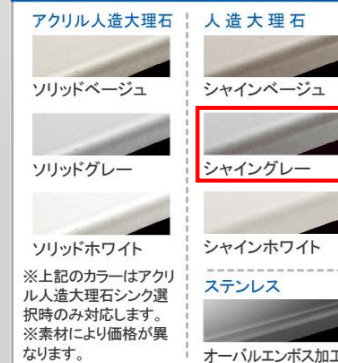 アクリル人造大理石
ソリッドベージュ
ソリッドグレー
ソリッドホワイト
※上記のカラーはアクリ
ル人造大理石シンク選
択時のみ対応します。
※素材により価格が異
なります。
人造大理石
シャインベージュ
シャイングレー
シャインホワイト
ステンレス
オーバルエンボス加工